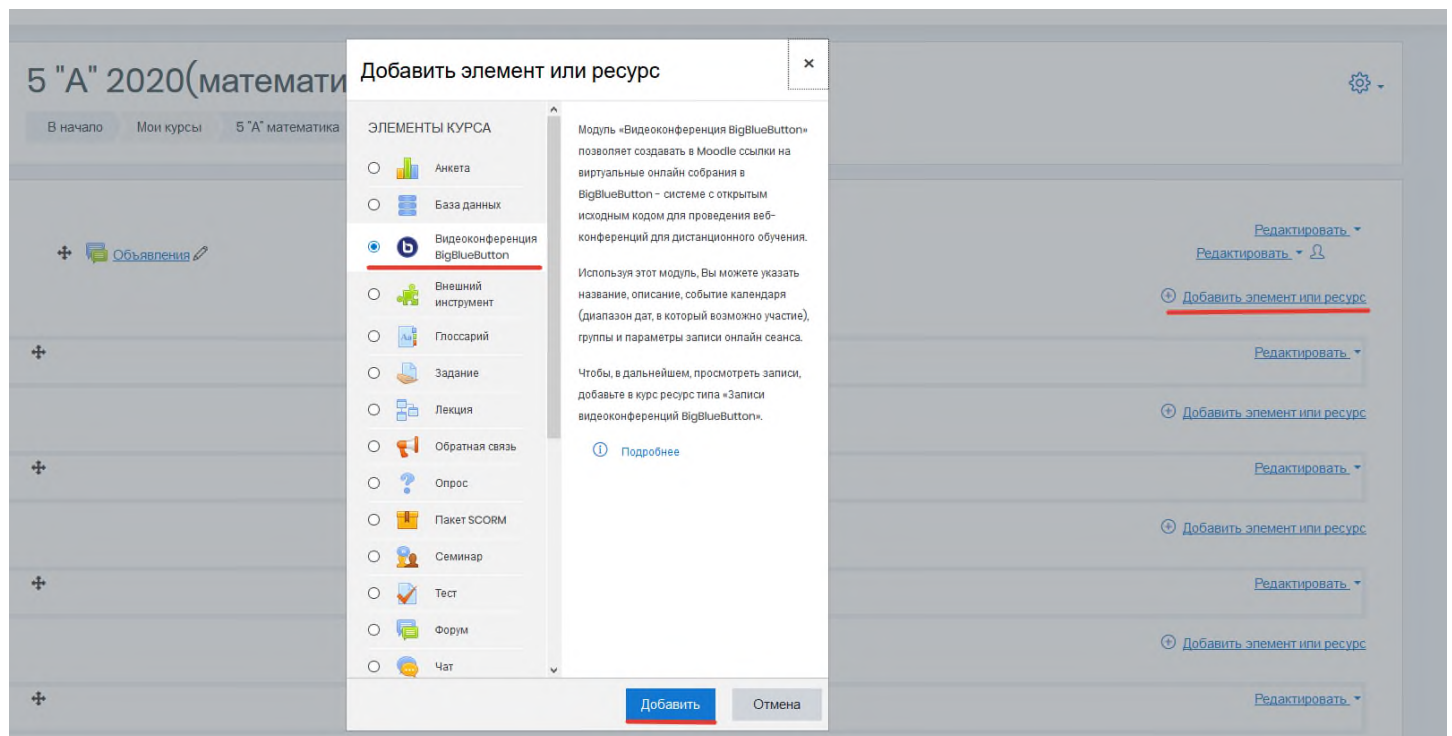 5 "А" 2020(математи
В начало Мои курсы 5 "А" математика
Объявления
Добавить элемент или ресурс
×
ЭЛЕМЕНТЫ КУРСА
Анкета
База данных
Видеоконференция
BigBlueButton
Внешний
инструмент
Глоссарий
Задание
Лекция
Обратная связь
Опрос
Пакет SCORM
Семинар
Тест
Форум
Чат
Модуль «Видеоконференция BigBlueButton»
позволяет создавать в Moodle ссылки на
виртуальные онлайн собрания в
BigBlueButton - системе с открытым
исходным кодом для проведения веб-
конференций для дистанционного обучения.
Используя этот модуль, Вы можете указать
название, описание, событие календаря
(диапазон дат, в который возможно участие),
группы и параметры записи онлайн сеанса.
Чтобы, в дальнейшем, просмотреть записи,
добавьте в курс ресурс типа «Записи
видеоконференций BigBlueButton».
Подробнее
Добавить Отмена
Редактировать
Редактировать
Добавить элемент или ресурс
Редактировать
Добавить элемент или ресурс
Редактировать
Добавить элемент или ресурс
Редактировать
Добавить элемент или ресурс
Редактировать